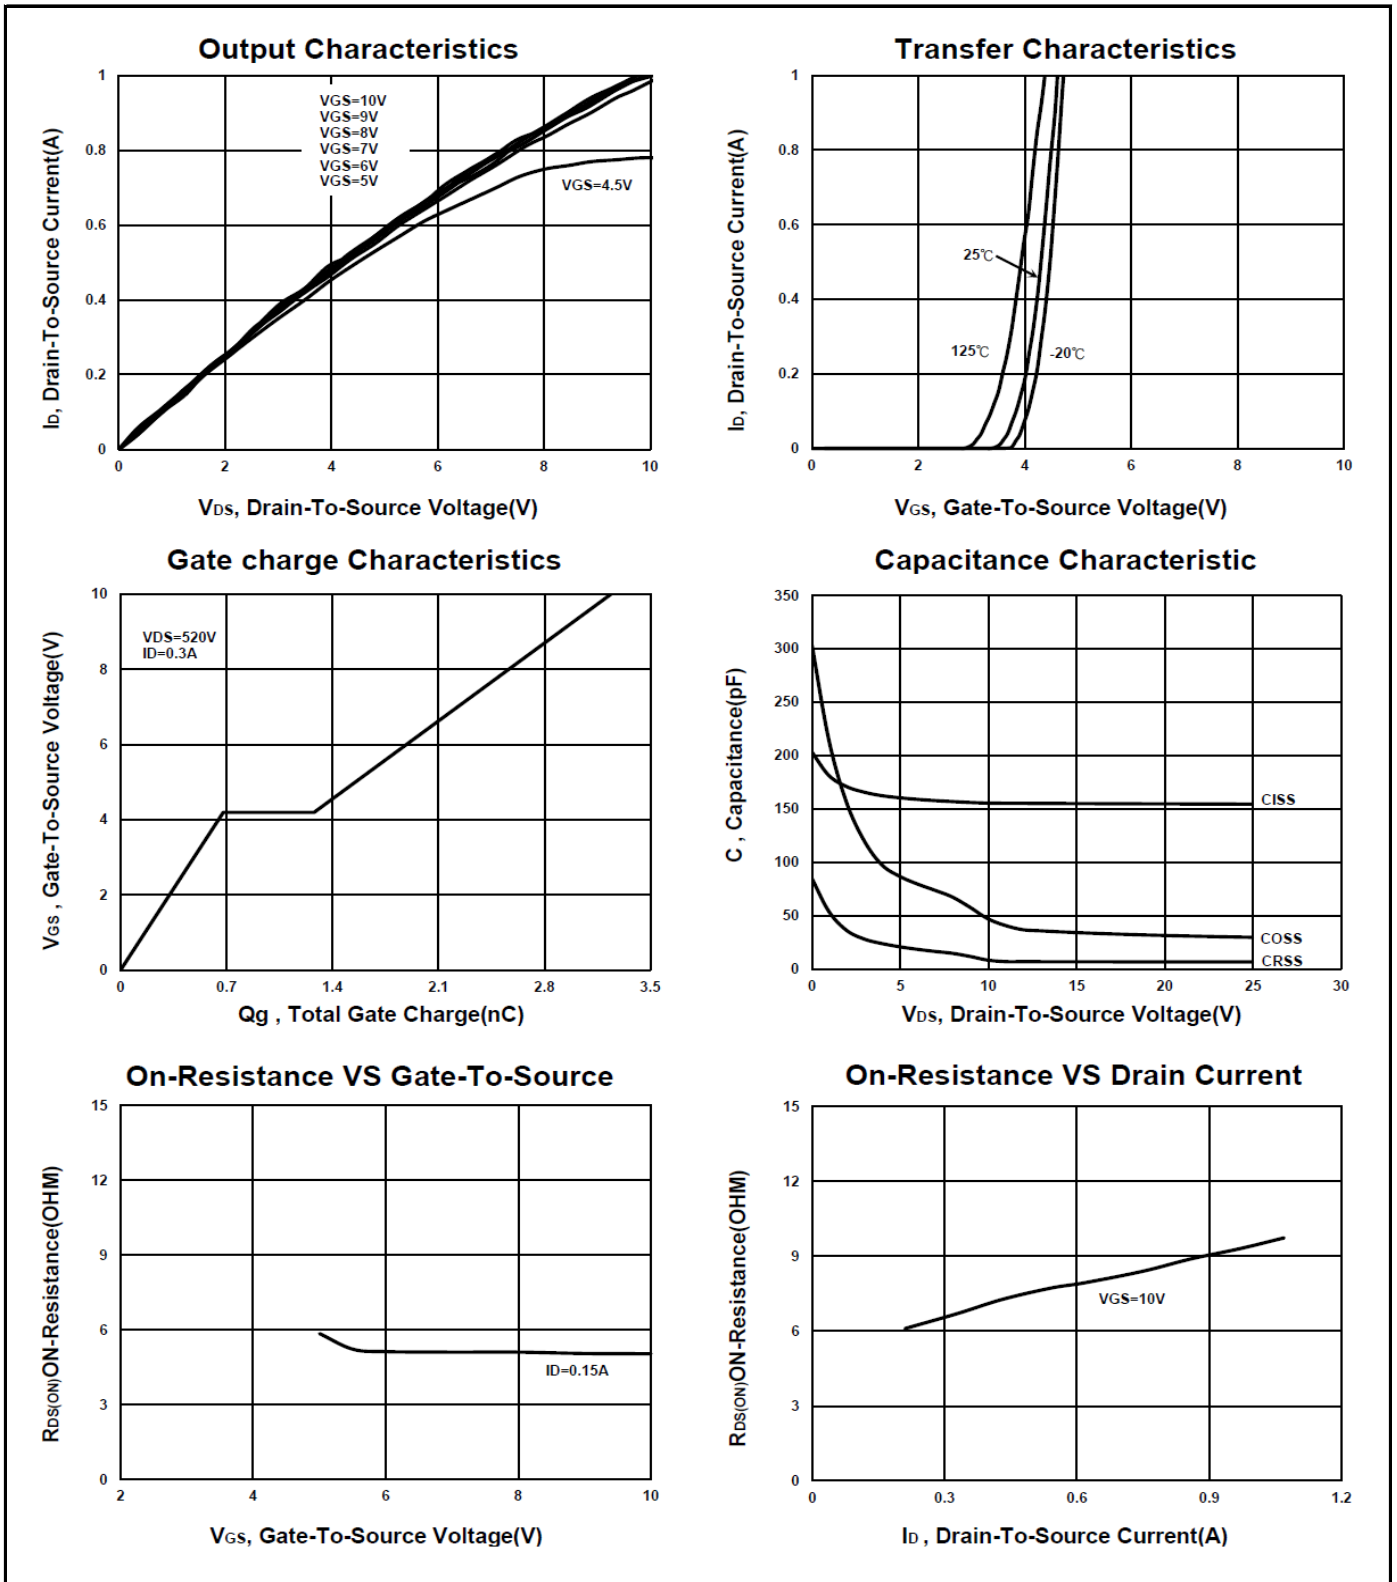 Output Characteristics
ID, Drain-To-Source Current(A)
1
0.8
0.6
0.4
0.2
0
VGS=10V
VGS=9V
VGS=8V
VGS=7V
VGS=6V
VGS=5V
VGS=4.5V
0 2 4 6 8 10
VDS, Drain-To-Source Voltage(V)
Transfer Characteristics
ID, Drain-To-Source Current(A)
1
0.8
0.6
0.4
0.2
0
25℃
125℃
-20℃
0 2 4 6 8 10
VGS, Gate-To-Source Voltage(V)
Gate charge Characteristics
VGS , Gate-To-Source Voltage(V)
10
8
6
4
2
0
VDS=520V
ID=0.3A
0 0.7 1.4 2.1 2.8 3.5
Qg , Total Gate Charge(nC)
Capacitance Characteristic
C , Capacitance(pF)
350
300
250
200
150
100
50
0
CISS
COSS
CRSS
0 5 10 15 20 25 30
VDS, Drain-To-Source Voltage(V)
On-Resistance VS Gate-To-Source
RDS(ON)ON-Resistance(OHM)
15
12
9
6
3
0
ID=0.15A
2 4 6 8 10
VGS, Gate-To-Source Voltage(V)
On-Resistance VS Drain Current
RDS(ON)ON-Resistance(OHM)
15
12
9
6
3
0
VGS=10V
0 0.3 0.6 0.9 1.2
ID , Drain-To-Source Current(A)